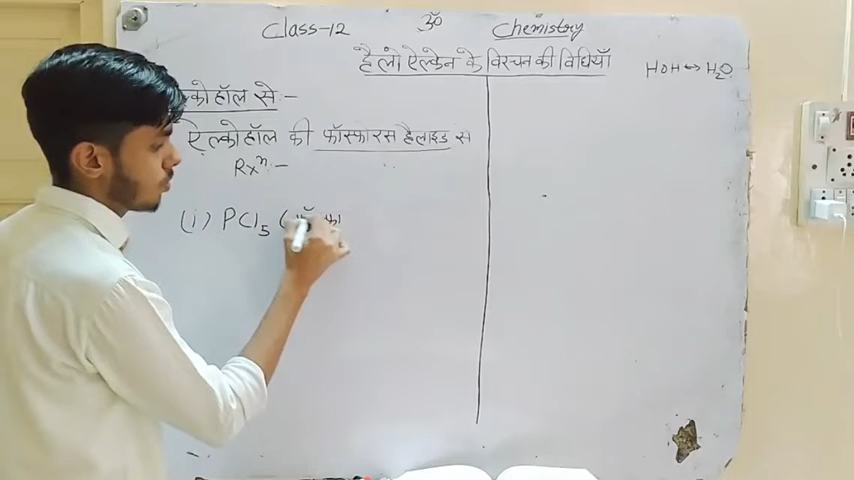 Class-12 ॐ Chemistry
हैलो ऐल्केन के विरचन की विधियाँ
HOH ↔ H₂O
कोहॉल से :-
ऐल्कोहॉल की फॉस्फोरस हैलाइड से
Rxⁿ :-
(i) PCl₅ (